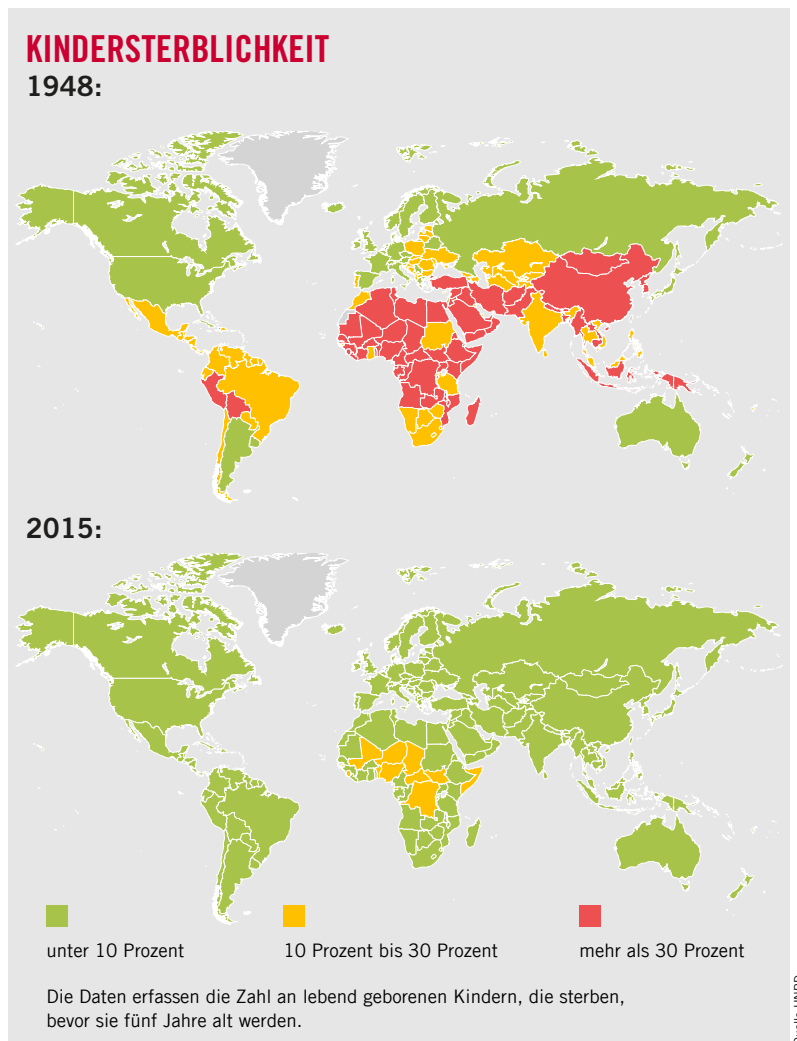 KINDERSTERBLICHKEIT
1948:
2015:
unter 10 Prozent
10 Prozent bis 30 Prozent
mehr als 30 Prozent
Die Daten erfassen die Zahl an lebend geborenen Kindern, die sterben,
bevor sie fünf Jahre alt werden.